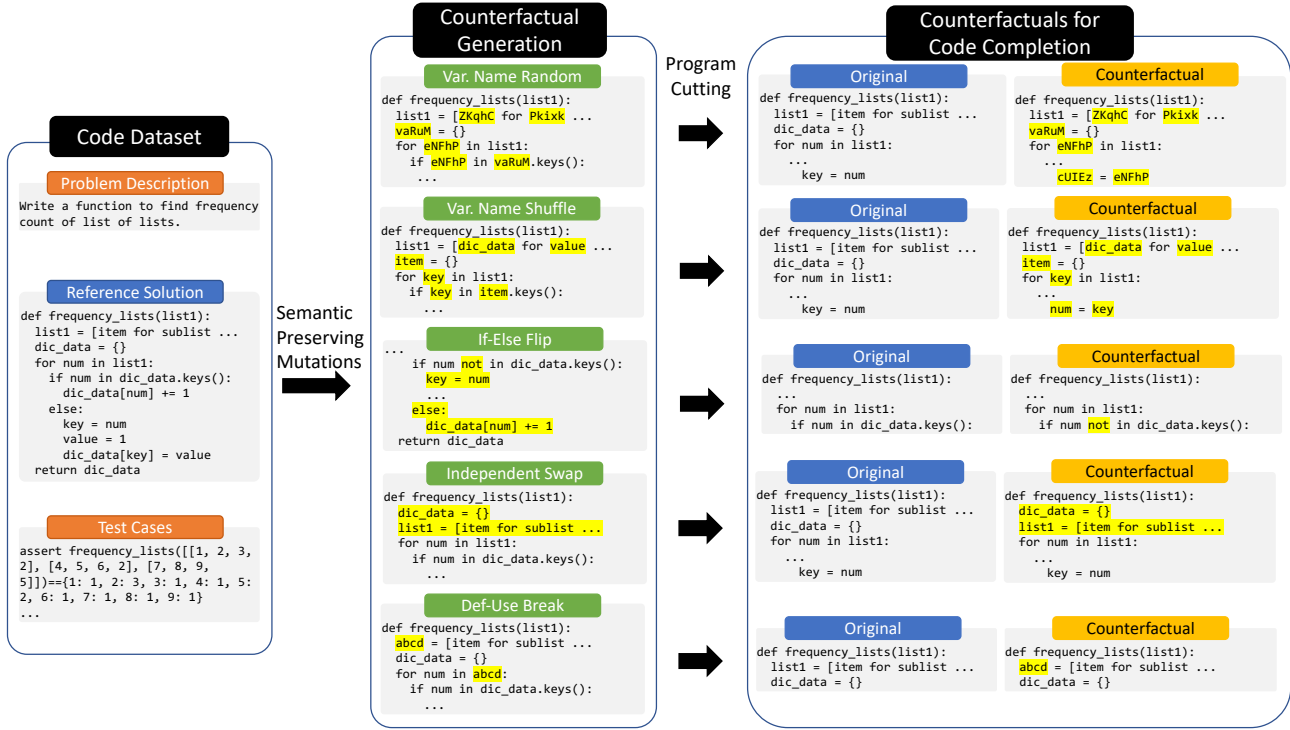 Code Dataset
Problem Description
Write a function to find frequency
count of list of lists.
Reference Solution
def frequency_lists(list1):
  list1 = [item for sublist ...
  dic_data = {}
  for num in list1:
    if num in dic_data.keys():
      dic_data[num] += 1
    else:
      key = num
      value = 1
      dic_data[key] = value
  return dic_data
Test Cases
assert frequency_lists([[1, 2, 3,
2], [4, 5, 6, 2], [7, 8, 9,
5]])=={1: 1, 2: 3, 3: 1, 4: 1, 5:
2, 6: 1, 7: 1, 8: 1, 9: 1}
...
Semantic
Preserving
Mutations
Counterfactual
Generation
Var. Name Random
def frequency_lists(list1):
  list1 = [ZKqhC for Pkixk ...
  vaRuM = {}
  for eNFhP in list1:
    if eNFhP in vaRuM.keys():
      ...
Var. Name Shuffle
def frequency_lists(list1):
  list1 = [dic_data for value ...
  item = {}
  for key in list1:
    if key in item.keys():
      ...
If-Else Flip
...
    if num not in dic_data.keys():
      key = num
      ...
    else:
      dic_data[num] += 1
  return dic_data
Independent Swap
def frequency_lists(list1):
  dic_data = {}
  list1 = [item for sublist ...
  for num in list1:
    if num in dic_data.keys():
      ...
Def-Use Break
def frequency_lists(list1):
  abcd = [item for sublist ...
  dic_data = {}
  for num in abcd:
    if num in dic_data.keys():
      ...
Program
Cutting
Counterfactuals for
Code Completion
Original
def frequency_lists(list1):
  list1 = [item for sublist ...
  dic_data = {}
  for num in list1:
    ...
      key = num
Counterfactual
def frequency_lists(list1):
  list1 = [ZKqhC for Pkixk ...
  vaRuM = {}
  for eNFhP in list1:
    ...
      cUIEz = eNFhP
Original
def frequency_lists(list1):
  list1 = [item for sublist ...
  dic_data = {}
  for num in list1:
    ...
      key = num
Counterfactual
def frequency_lists(list1):
  list1 = [dic_data for value ...
  item = {}
  for key in list1:
    ...
      num = key
Original
def frequency_lists(list1):
  ...
  for num in list1:
    if num in dic_data.keys():
Counterfactual
def frequency_lists(list1):
  ...
  for num in list1:
    if num not in dic_data.keys():
Original
def frequency_lists(list1):
  list1 = [item for sublist ...
  dic_data = {}
  for num in list1:
    ...
      key = num
Counterfactual
def frequency_lists(list1):
  dic_data = {}
  list1 = [item for sublist ...
  for num in list1:
    ...
      key = num
Original
def frequency_lists(list1):
  list1 = [item for sublist ...
  dic_data = {}
Counterfactual
def frequency_lists(list1):
  abcd = [item for sublist ...
  dic_data = {}